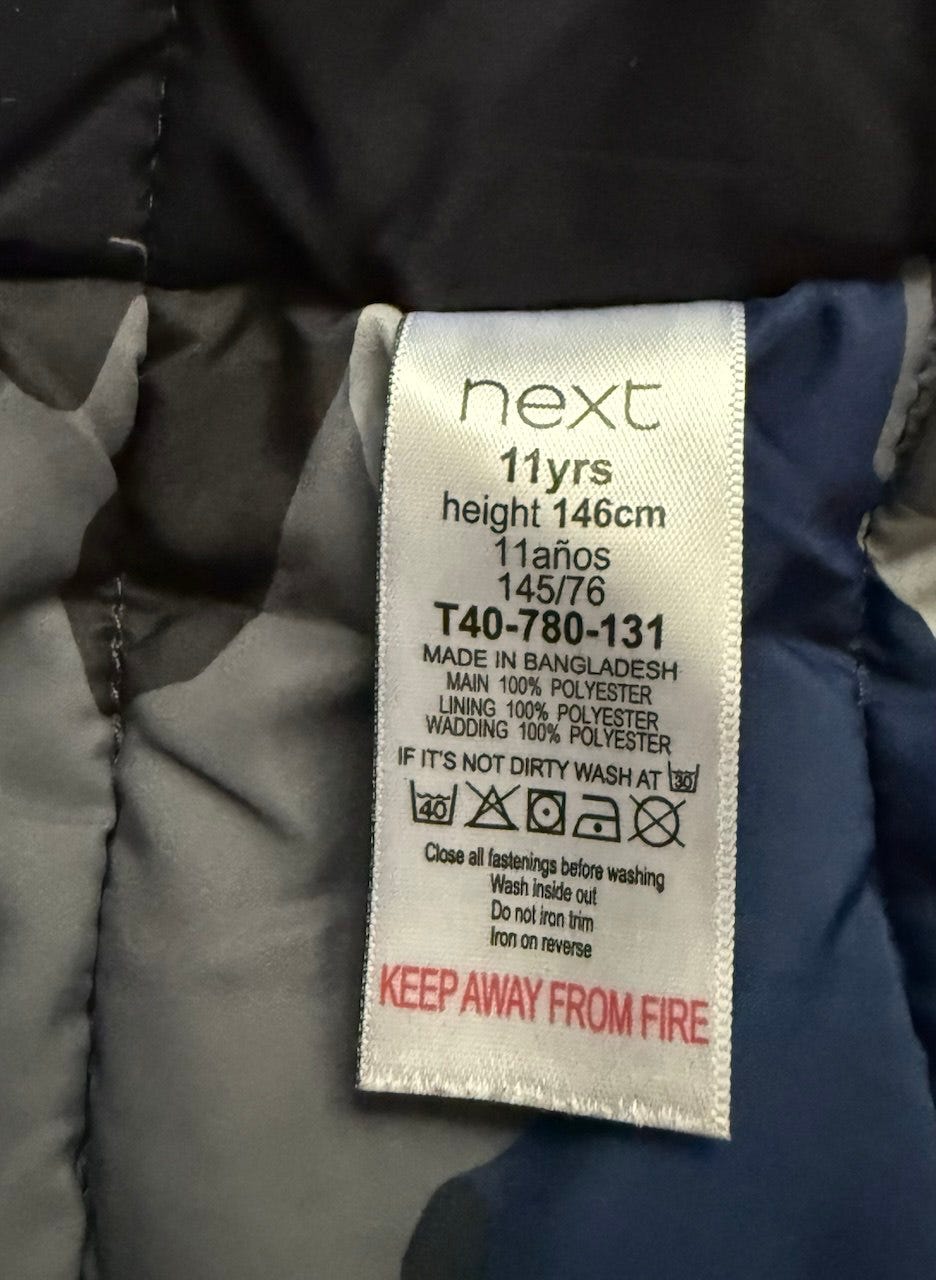 next
11yrs
height 146cm
11años
145/76
T40-780-131
MADE IN BANGLADESH
MAIN 100% POLYESTER
LINING 100% POLYESTER
WADDING 100% POLYESTER
IF IT'S NOT DIRTY WASH AT 30
40
Close all fastenings before washing
Wash inside out
Do not iron trim
Iron on reverse
KEEP AWAY FROM FIRE